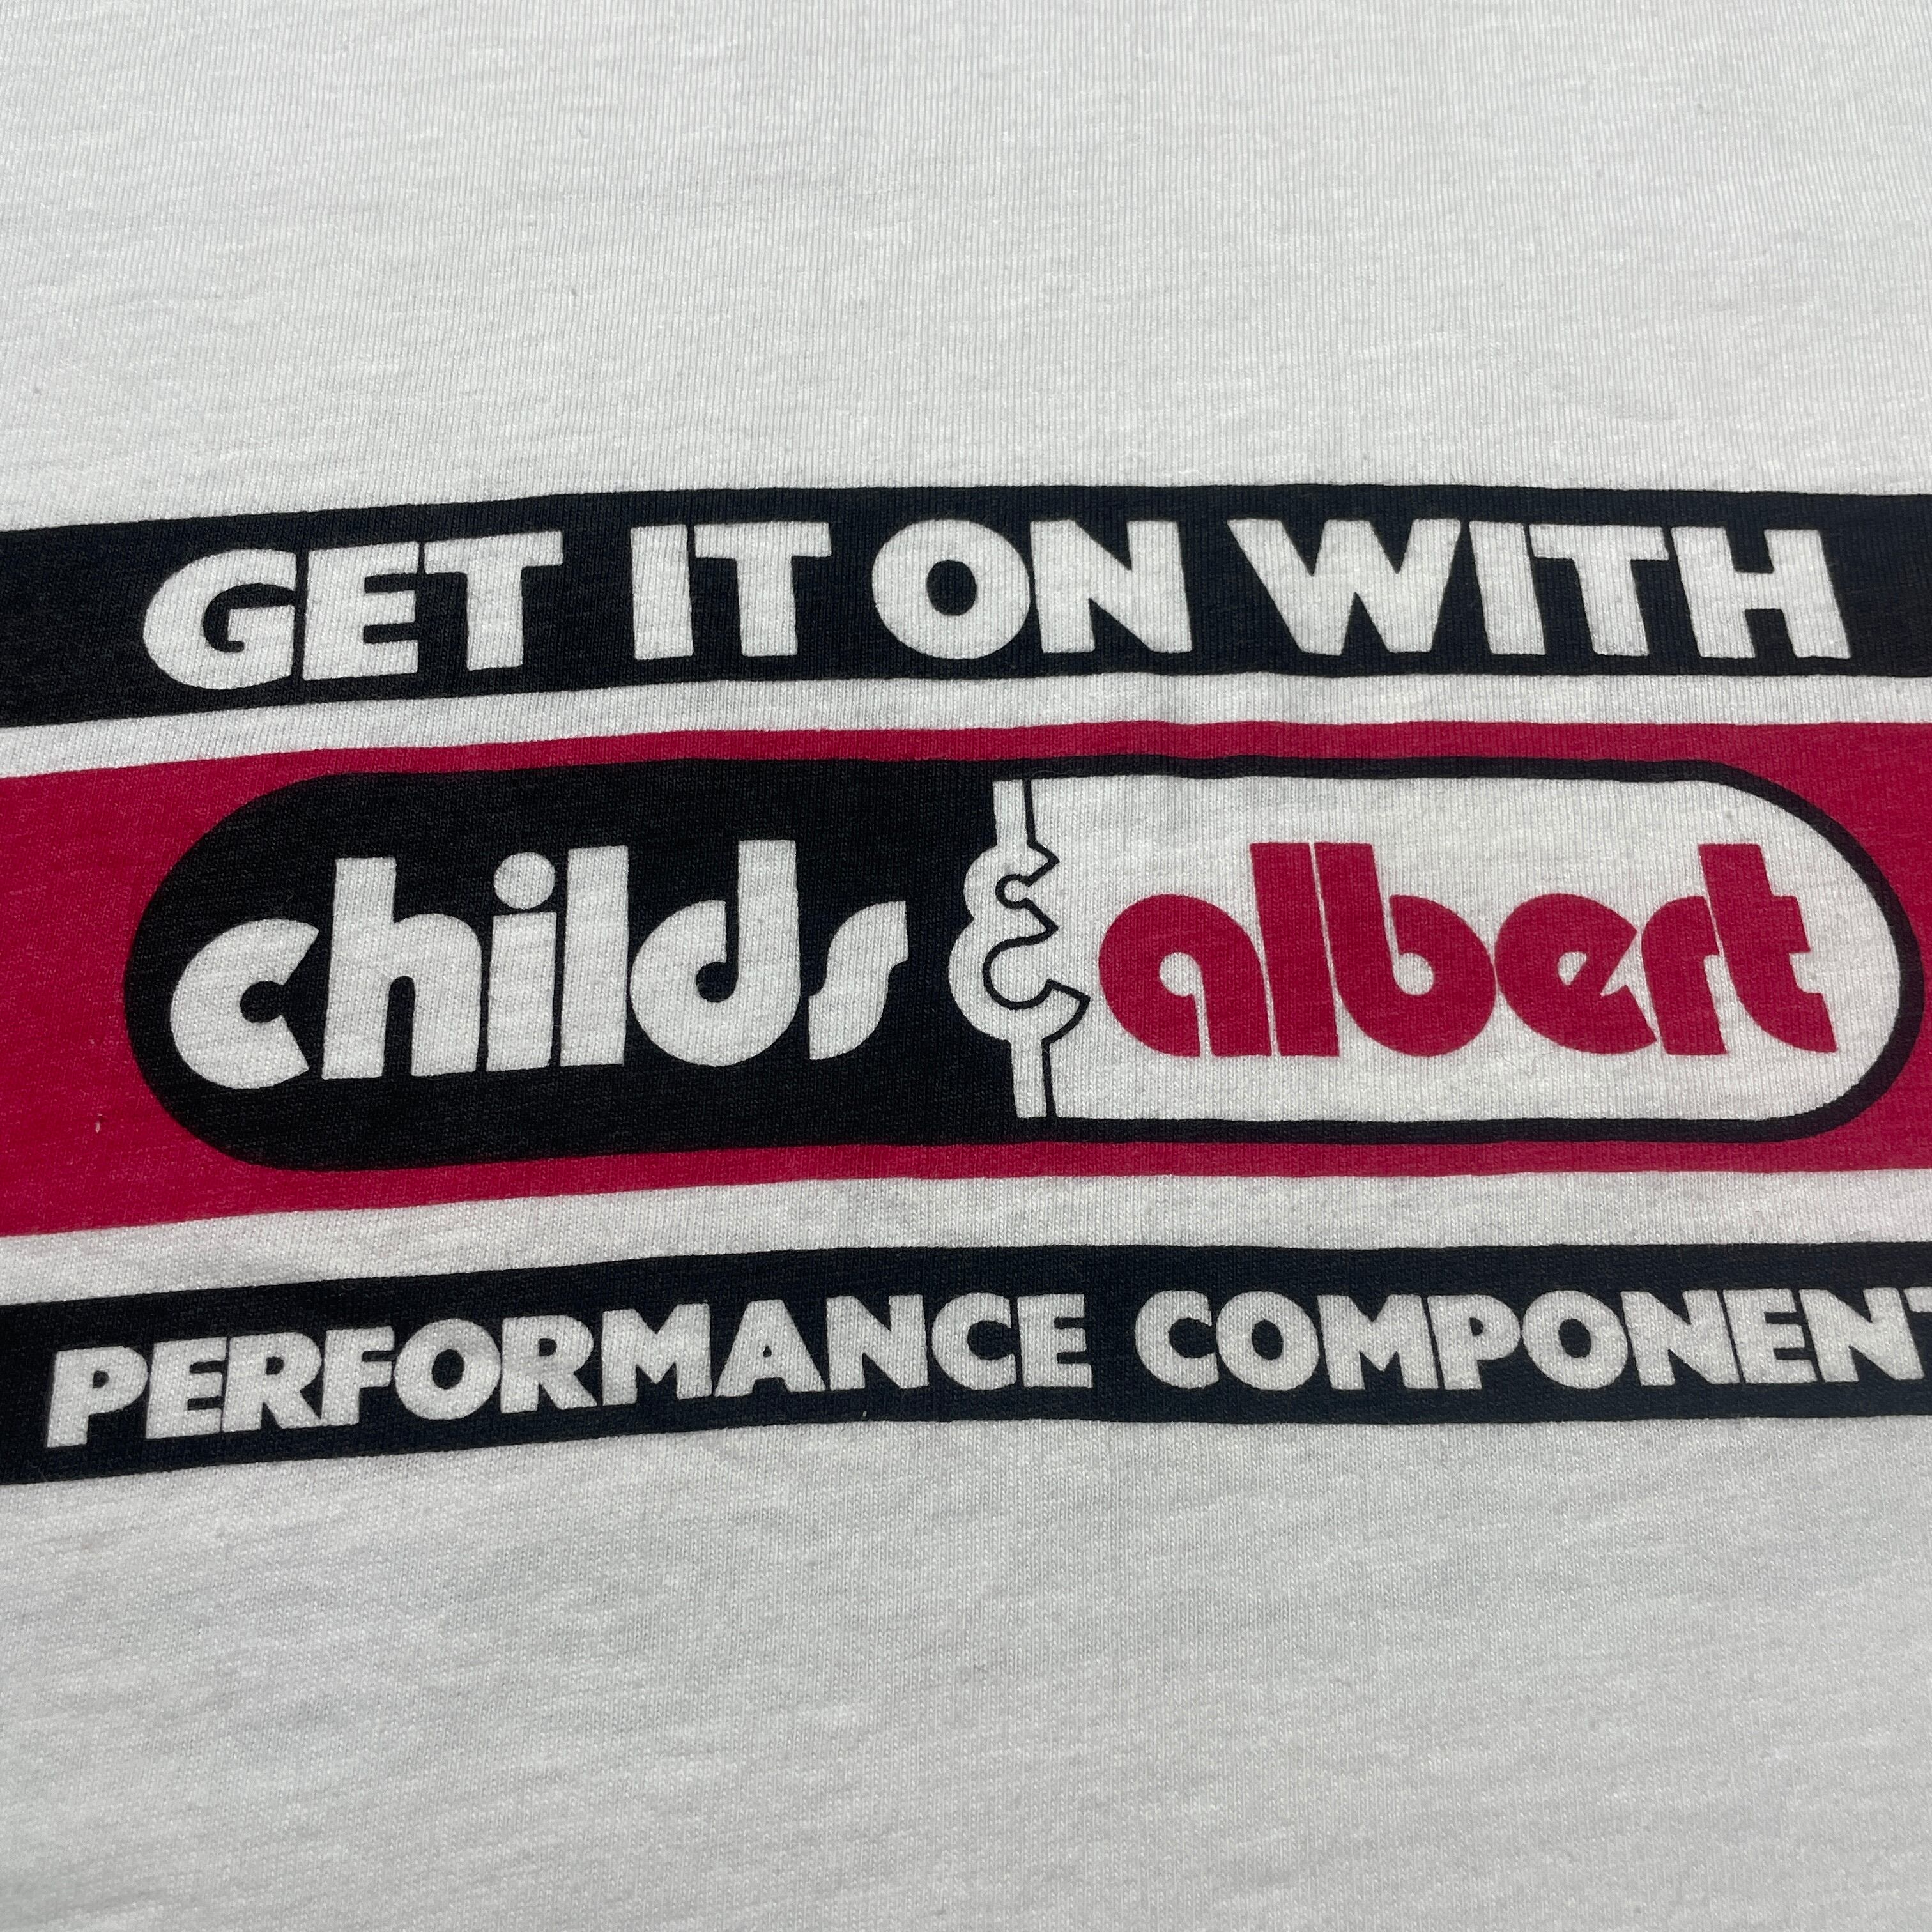 GET IT ON WITH
childs & albert
PERFORMANCE COMPONENT